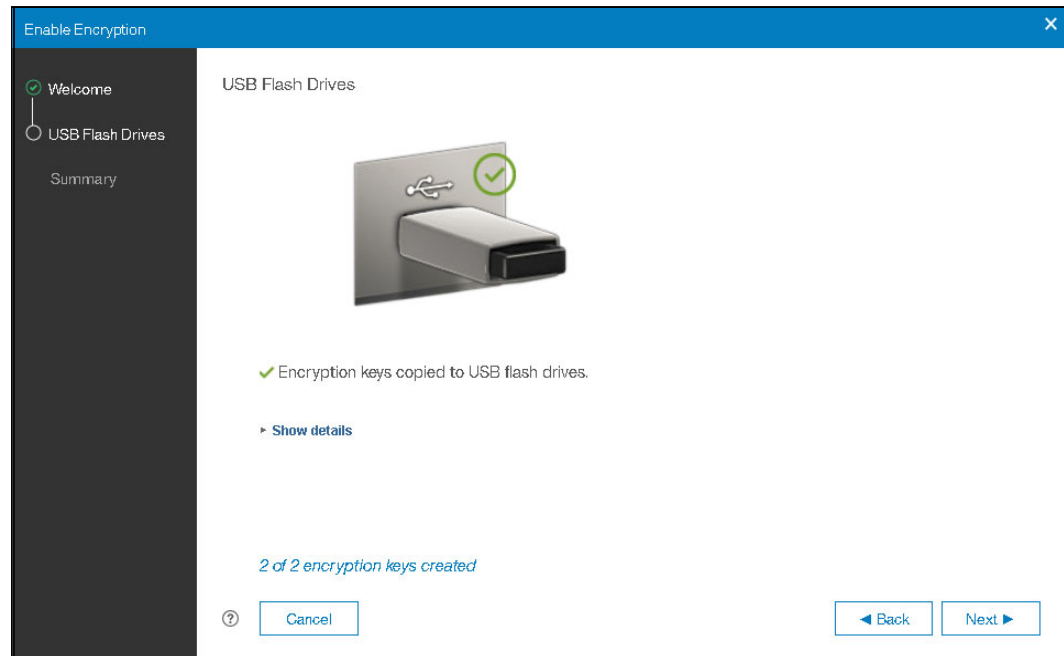 Enable Encryption
Welcome
USB Flash Drives
Summary
USB Flash Drives
Encryption keys copied to USB flash drives.
Show details
2 of 2 encryption keys created
?
Cancel
Back
Next